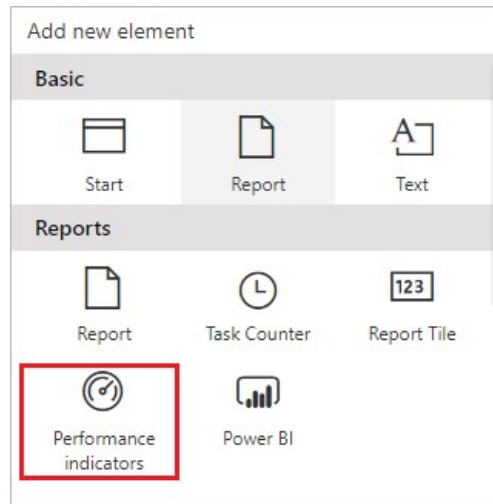 Add new element
Basic
A
Start
Report
Text
Reports
123
Report
Task Counter
Report Tile
Performance
indicators
Power BI